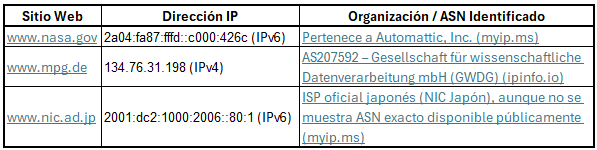 Sitio Web Dirección IP Organización / ASN Identificado
www.nasa.gov 2a04:fa87:fffd::c000:426c (IPv6) Pertenece a Automattic, Inc. (myip.ms)
www.mpg.de 134.76.31.198 (IPv4) AS207592 – Gesellschaft für wissenschaftliche
Datenverarbeitung mbH (GWDG) (ipinfo.io)
www.nic.ad.jp 2001:dc2:1000:2006::80:1 (IPv6) ISP oficial japonés (NIC Japón), aunque no se
muestra ASN exacto disponible públicamente
(myip.ms)